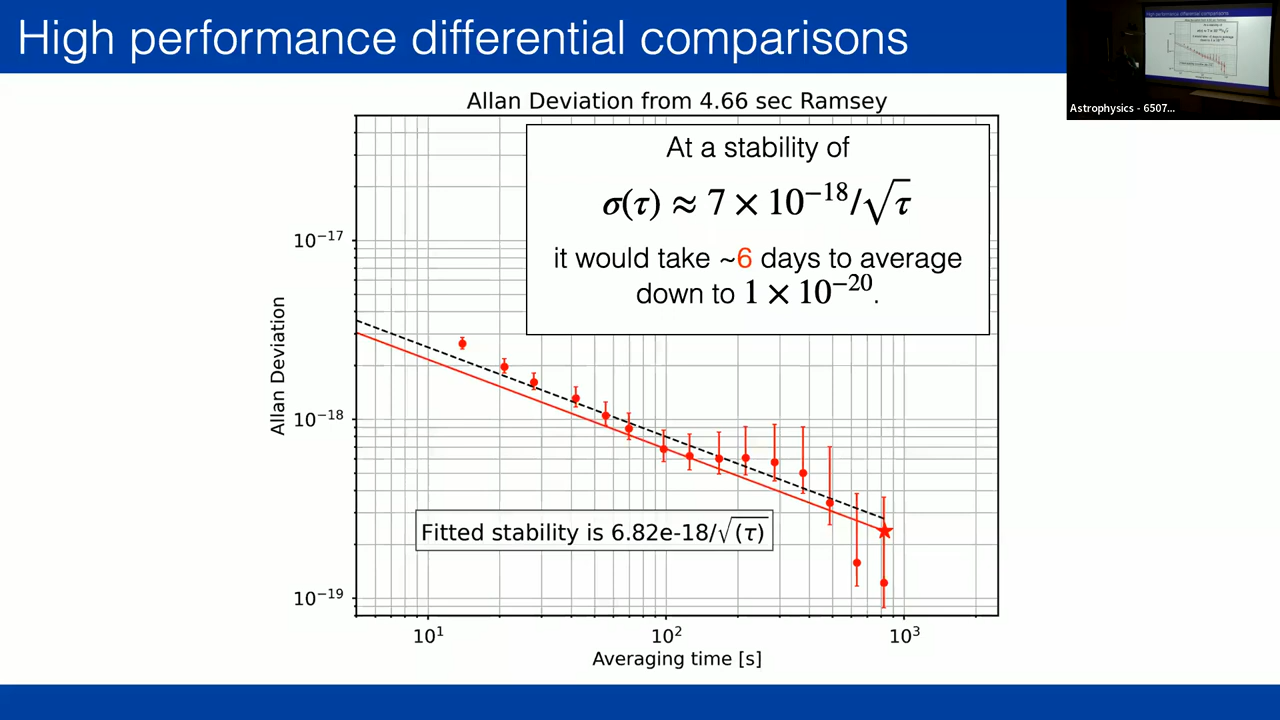 High performance differential comparisons
Astrophysics - 6507...
Allan Deviation from 4.66 sec Ramsey
At a stability of
σ(τ) ≈ 7 × 10⁻¹⁸/√τ
it would take ~6 days to average
down to 1 × 10⁻²⁰.
10⁻¹⁷
10⁻¹⁸
10⁻¹⁹
Allan Deviation
Fitted stability is 6.82e-18/√(τ)
10¹
10²
10³
Averaging time [s]